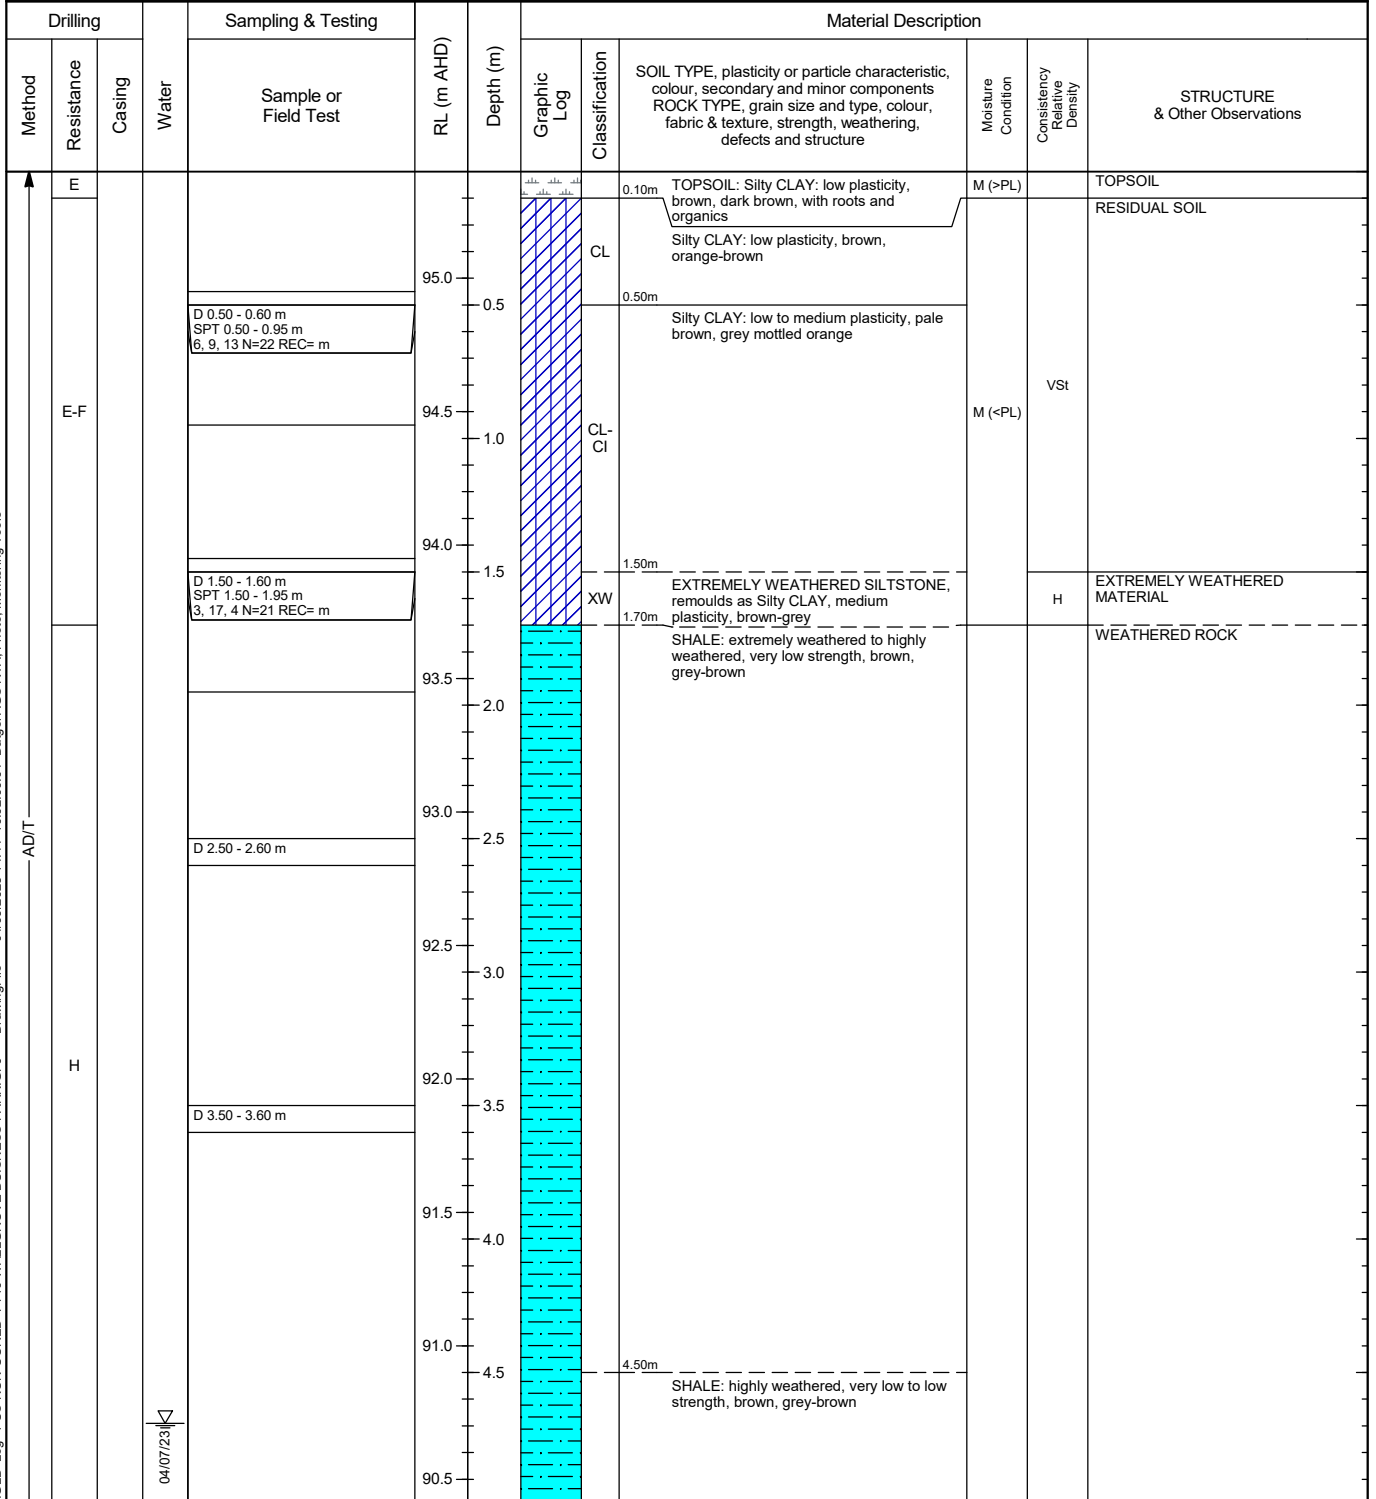 Drilling
Sampling & Testing
Material Description
Method
Resistance
Casing
Water
Sample or
Field Test
RL (m AHD)
Depth (m)
Graphic
Log
Classification
SOIL TYPE, plasticity or particle characteristic,
colour, secondary and minor components
ROCK TYPE, grain size and type, colour,
fabric & texture, strength, weathering,
defects and structure
Moisture
Condition
Consistency
Relative
Density
STRUCTURE
& Other Observations
E
0.10m
TOPSOIL: Silty CLAY: low plasticity,
brown, dark brown, with roots and
organics
M (>PL)
TOPSOIL
RESIDUAL SOIL
CL
Silty CLAY: low plasticity, brown,
orange-brown
95.0
0.50m
0.5
D 0.50 - 0.60 m
SPT 0.50 - 0.95 m
6, 9, 13 N=22 REC= m
Silty CLAY: low to medium plasticity, pale
brown, grey mottled orange
VSt
E-F
94.5
M (<PL)
1.0
CL-
CI
94.0
1.50m
1.5
D 1.50 - 1.60 m
SPT 1.50 - 1.95 m
3, 17, 4 N=21 REC= m
XW
EXTREMELY WEATHERED SILTSTONE,
remoulds as Silty CLAY, medium
plasticity, brown-grey
H
EXTREMELY WEATHERED
MATERIAL
1.70m
SHALE: extremely weathered to highly
weathered, very low strength, brown,
grey-brown
WEATHERED ROCK
93.5
2.0
93.0
AD/T
2.5
D 2.50 - 2.60 m
92.5
3.0
H
92.0
3.5
D 3.50 - 3.60 m
91.5
4.0
91.0
4.50m
4.5
SHALE: highly weathered, very low to low
strength, brown, grey-brown
04/07/23
90.5